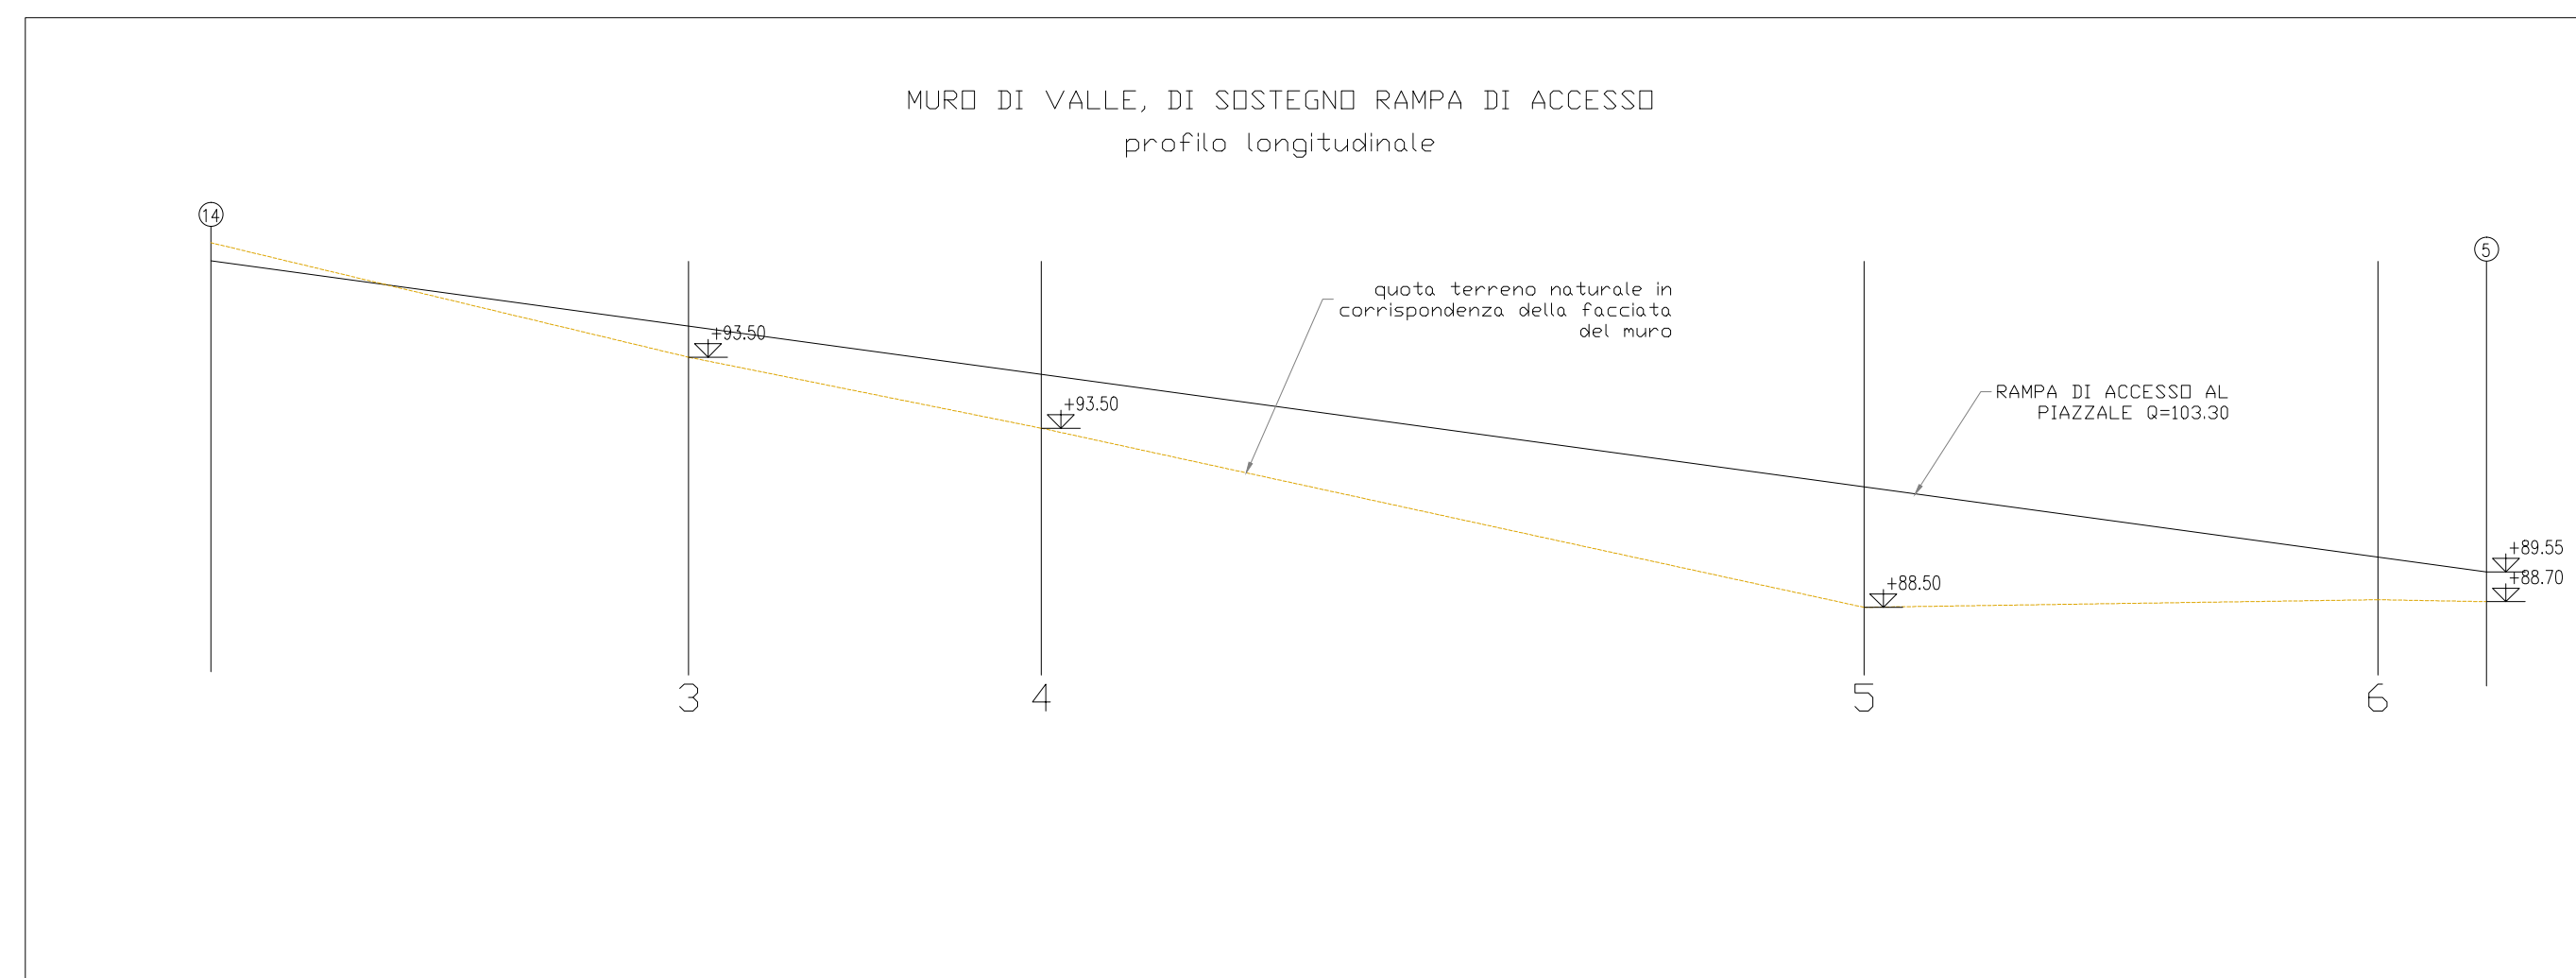 MURO DI VALLE, DI SOSTEGNO RAMPA DI ACCESSO
profilo longitudinale
14
5
quota terreno naturale in
corrispondenza della facciata
del muro
+93.50
RAMPA DI ACCESSO AL
PIAZZALE Q=103.30
+93.50
+89.55
+88.70
+88.50
3
4
5
6